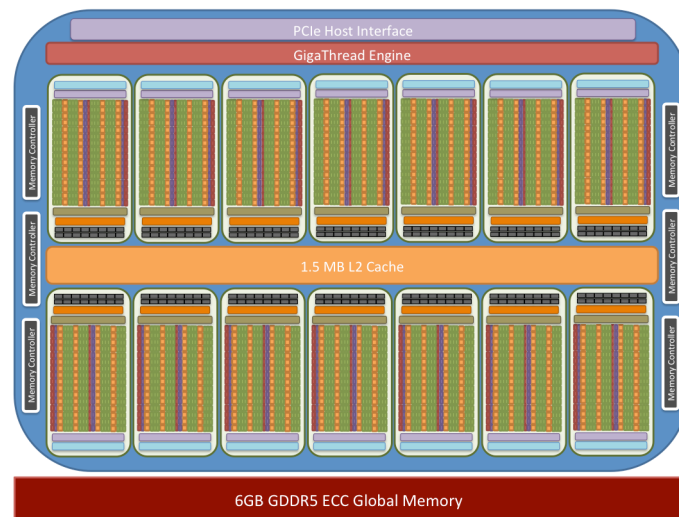 PCIe Host Interface
GigaThread Engine
Memory Controller
Memory Controller
Memory Controller
1.5 MB L2 Cache
Memory Controller
Memory Controller
Memory Controller
6GB GDDR5 ECC Global Memory